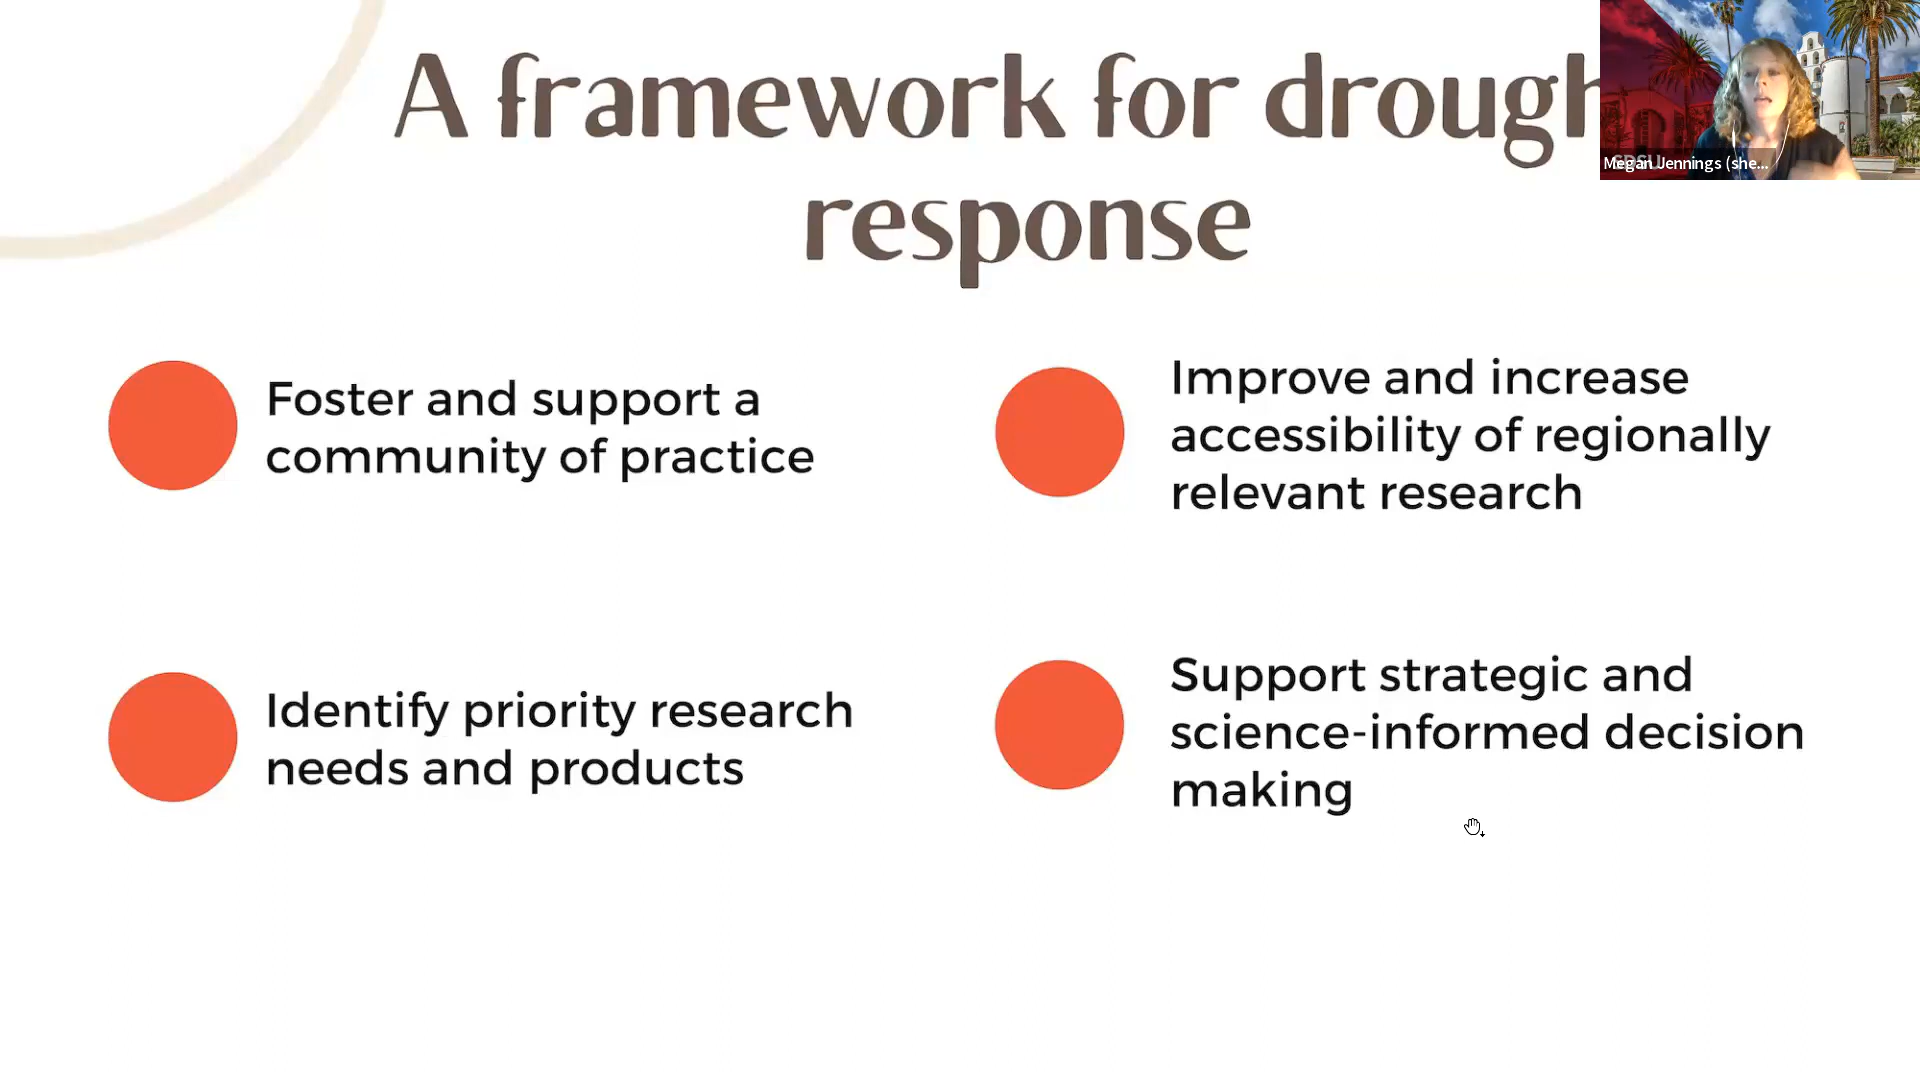 A framework for drough
response
Megan Jennings (she...
Foster and support a
community of practice
Improve and increase
accessibility of regionally
relevant research
Identify priority research
needs and products
Support strategic and
science-informed decision
making